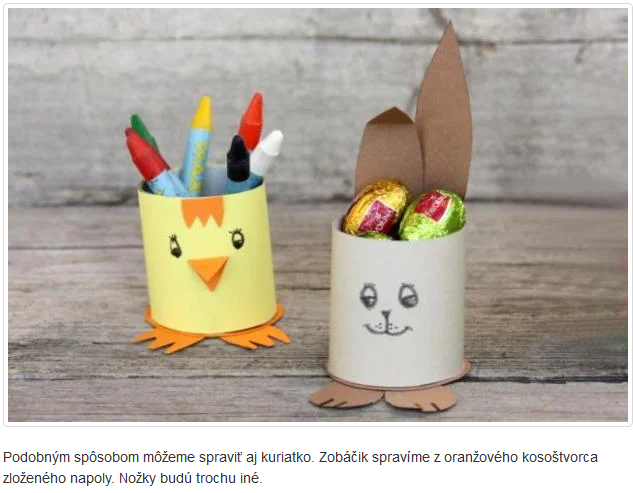 Podobným spôsobom môžeme spraviť aj kuriatko. Zobáčik spravíme z oranžového kosoštvorca
zloženého napoly. Nožky budú trochu iné.